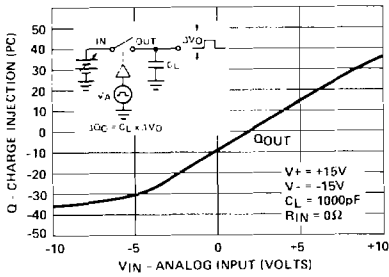 Q - CHARGE INJECTION (PC)
50
40
30
20
10
0
-10
-20
-30
-40
-50
IN
OUT
ΔVO
CL
VA
ΔQC = CL x ΔVO
QOUT
V+ = +15V
V- = -15V
CL = 1000pF
RIN = 0Ω
-10
-5
0
+5
+10
VIN - ANALOG INPUT (VOLTS)